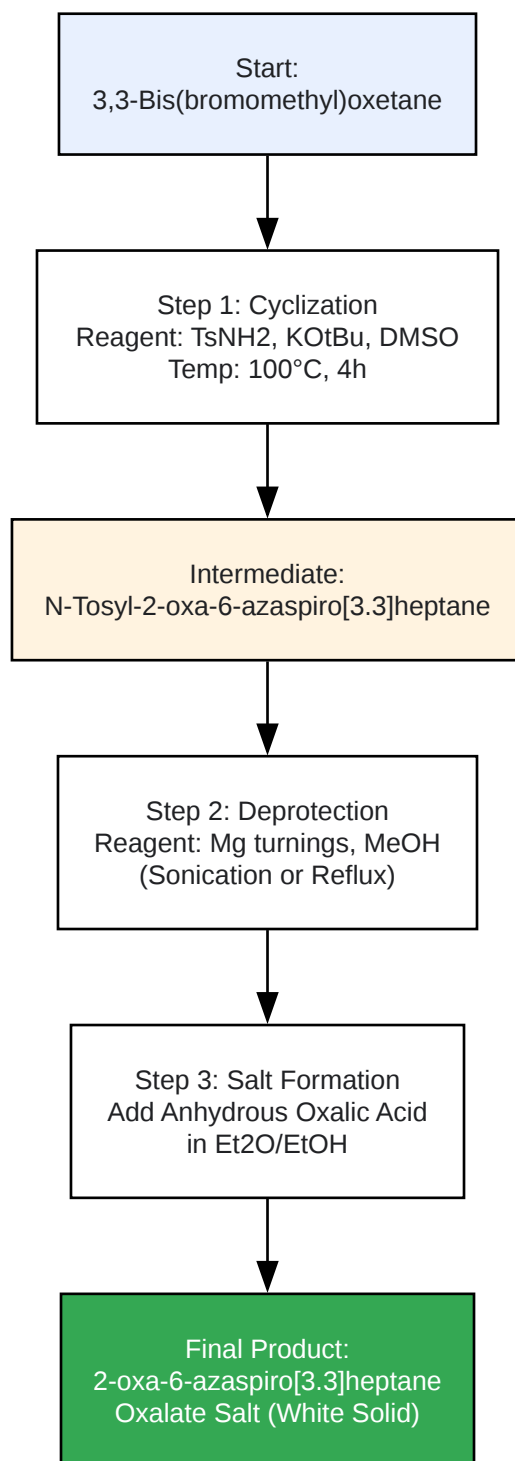 Start:
3,3-Bis(bromomethyl)oxetane
Step 1: Cyclization
Reagent: TsNH2, KOtBu, DMSO
Temp: 100°C, 4h
Intermediate:
N-Tosyl-2-oxa-6-azaspiro[3.3]heptane
Step 2: Deprotection
Reagent: Mg turnings, MeOH
(Sonication or Reflux)
Step 3: Salt Formation
Add Anhydrous Oxalic Acid
in Et2O/EtOH
Final Product:
2-oxa-6-azaspiro[3.3]heptane
Oxalate Salt (White Solid)